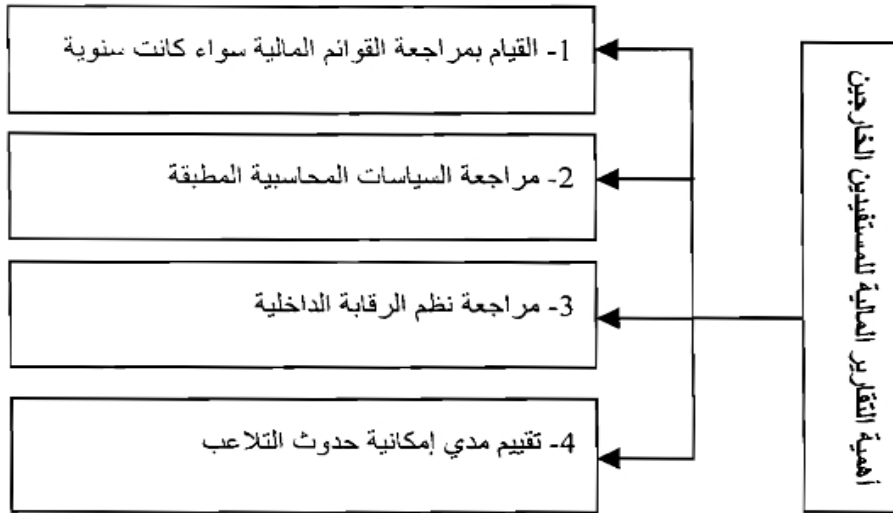 أهمية التقارير المالية للمستفيدين الخارجين
1- القيام بمراجعة القوائم المالية سواء كانت سنوية
2- مراجعة السياسات المحاسبية المطبقة
3- مراجعة نظم الرقابة الداخلية
4- تقييم مدي إمكانية حدوث التلاعب